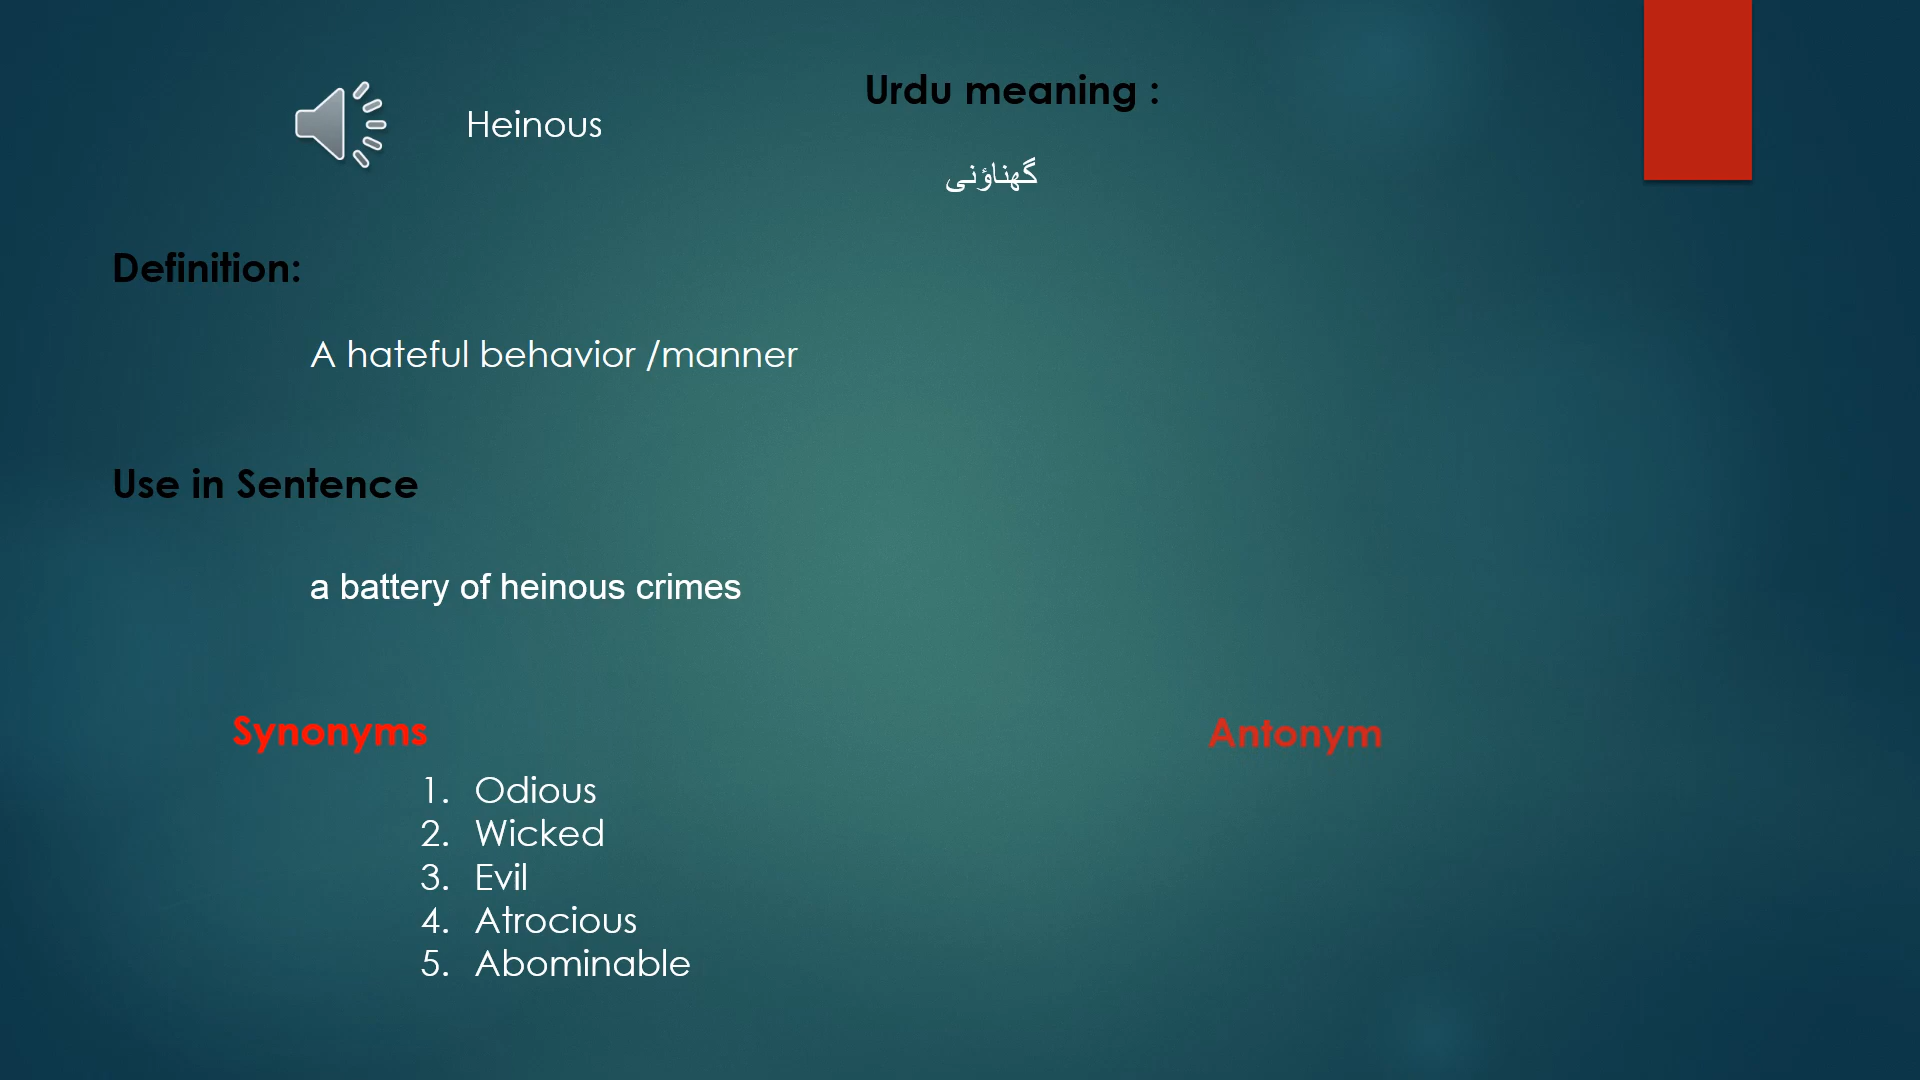 Heinous
Urdu meaning :
گھناؤنی
Definition:
A hateful behavior /manner
Use in Sentence
a battery of heinous crimes
Synonyms
1. Odious
2. Wicked
3. Evil
4. Atrocious
5. Abominable
Antonym